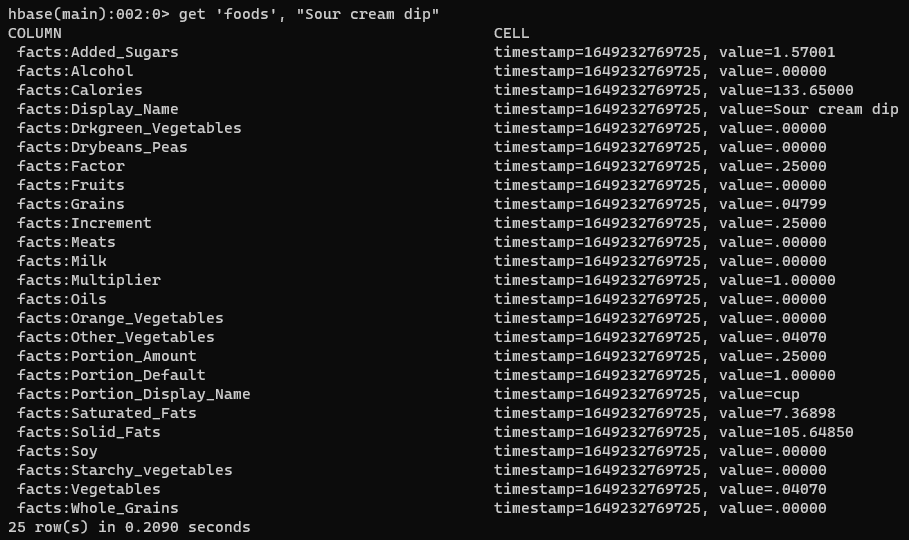 hbase(main):002:0> get 'foods', "Sour cream dip"
COLUMN CELL
facts:Added_Sugars timestamp=1649232769725, value=1.57001
facts:Alcohol timestamp=1649232769725, value=.00000
facts:Calories timestamp=1649232769725, value=133.65000
facts:Display_Name timestamp=1649232769725, value=Sour cream dip
facts:Drkgreen_Vegetables timestamp=1649232769725, value=.00000
facts:Drybeans_Peas timestamp=1649232769725, value=.00000
facts:Factor timestamp=1649232769725, value=.25000
facts:Fruits timestamp=1649232769725, value=.00000
facts:Grains timestamp=1649232769725, value=.04799
facts:Increment timestamp=1649232769725, value=.25000
facts:Meats timestamp=1649232769725, value=.00000
facts:Milk timestamp=1649232769725, value=.00000
facts:Multiplier timestamp=1649232769725, value=1.00000
facts:Oils timestamp=1649232769725, value=.00000
facts:Orange_Vegetables timestamp=1649232769725, value=.00000
facts:Other_Vegetables timestamp=1649232769725, value=.04070
facts:Portion_Amount timestamp=1649232769725, value=.25000
facts:Portion_Default timestamp=1649232769725, value=1.00000
facts:Portion_Display_Name timestamp=1649232769725, value=cup
facts:Saturated_Fats timestamp=1649232769725, value=7.36898
facts:Solid_Fats timestamp=1649232769725, value=105.64850
facts:Soy timestamp=1649232769725, value=.00000
facts:Starchy_vegetables timestamp=1649232769725, value=.00000
facts:Vegetables timestamp=1649232769725, value=.04070
facts:Whole_Grains timestamp=1649232769725, value=.00000
25 row(s) in 0.2090 seconds